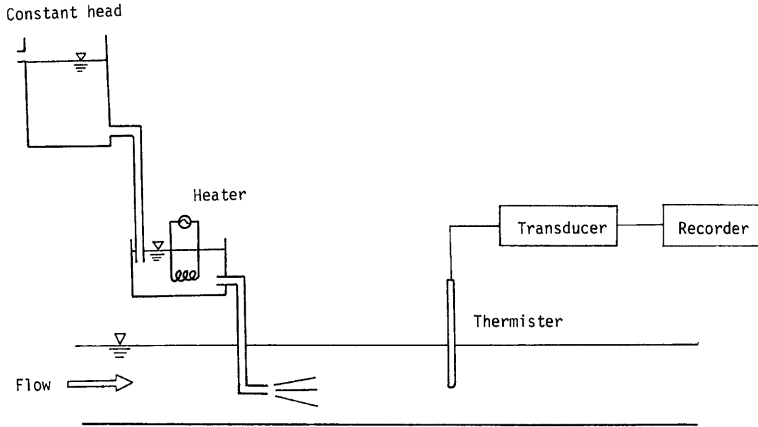 Constant head
Heater
Transducer
Recorder
Thermister
Flow